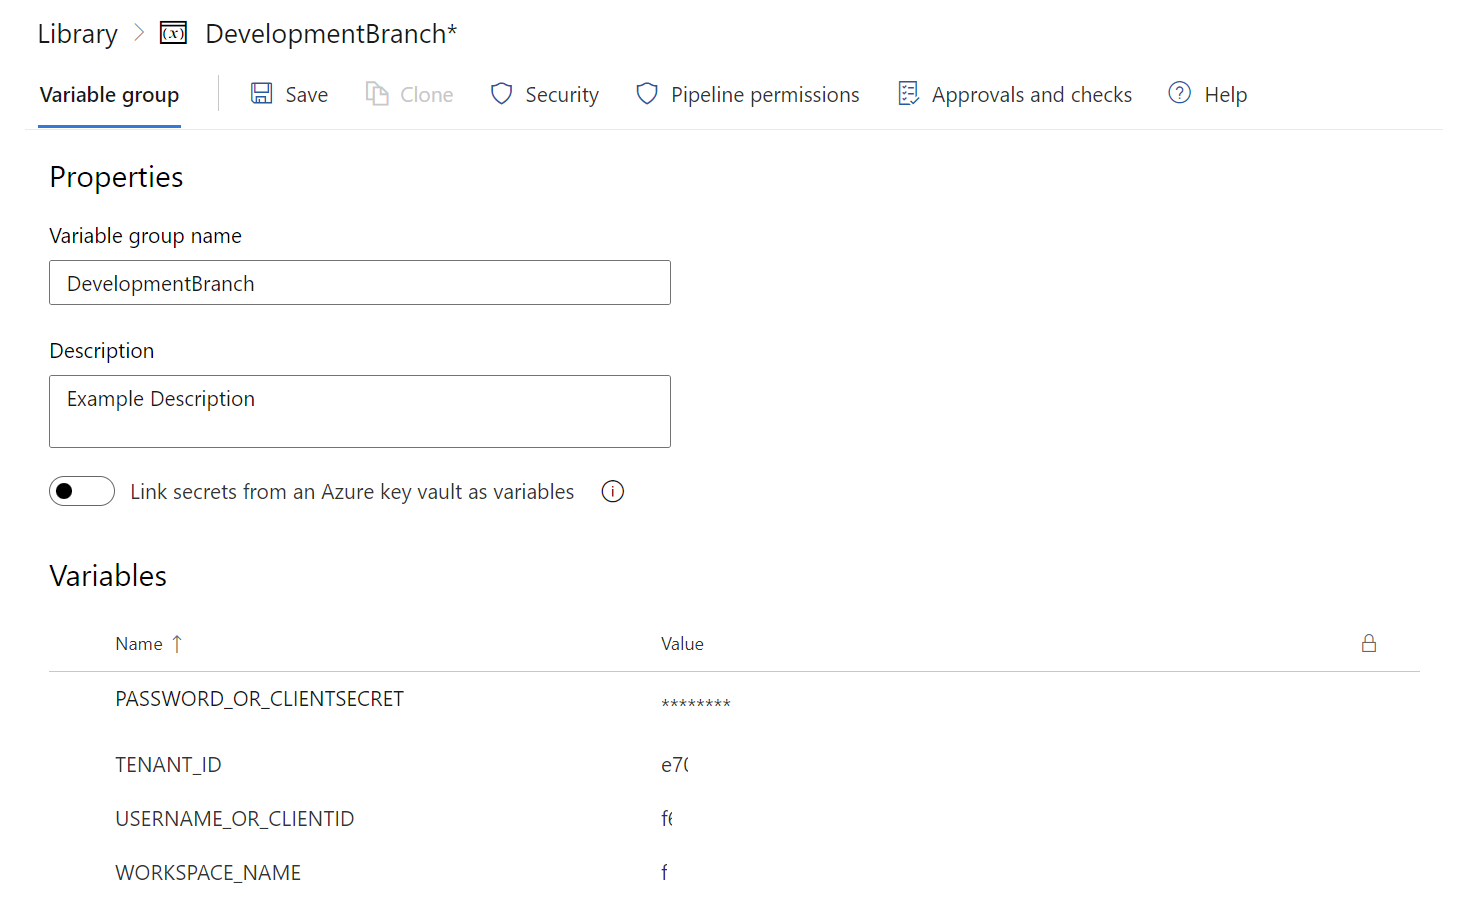 Library > (x) DevelopmentBranch*
Variable group Save Clone Security Pipeline permissions Approvals and checks Help
Properties
Variable group name
DevelopmentBranch
Description
Example Description
Link secrets from an Azure key vault as variables
Variables
Name ↑ Value
PASSWORD_OR_CLIENTSECRET ********
TENANT_ID e7
USERNAME_OR_CLIENTID f
WORKSPACE_NAME f